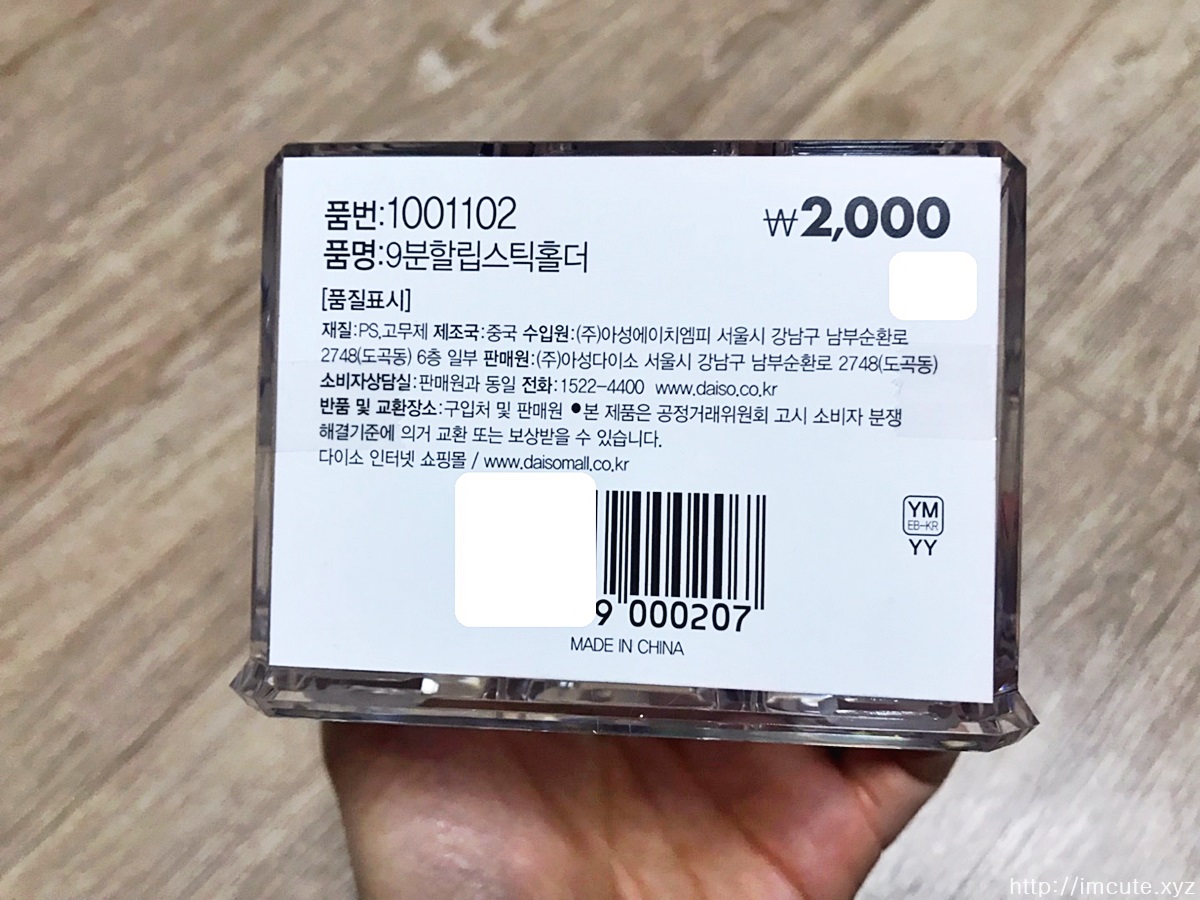 품번:1001102
₩2,000
품명:9분할립스틱홀더
[품질표시]
재질:PS,고무제 제조국:중국 수입원:(주)아성에이치엠피 서울시 강남구 남부순환로
2748(도곡동) 6층 일부 판매원:(주)아성다이소 서울시 강남구 남부순환로 2748(도곡동)
소비자상담실:판매원과 동일 전화:1522-4400 www.daiso.co.kr
반품 및 교환장소:구입처 및 판매원 ●본 제품은 공정거래위원회 고시 소비자 분쟁
해결기준에 의거 교환 또는 보상받을 수 있습니다.
다이소 인터넷 쇼핑몰 / www.daisomall.co.kr
YM
EB-KR
YY
9 000207
MADE IN CHINA
http://imcute.xyz